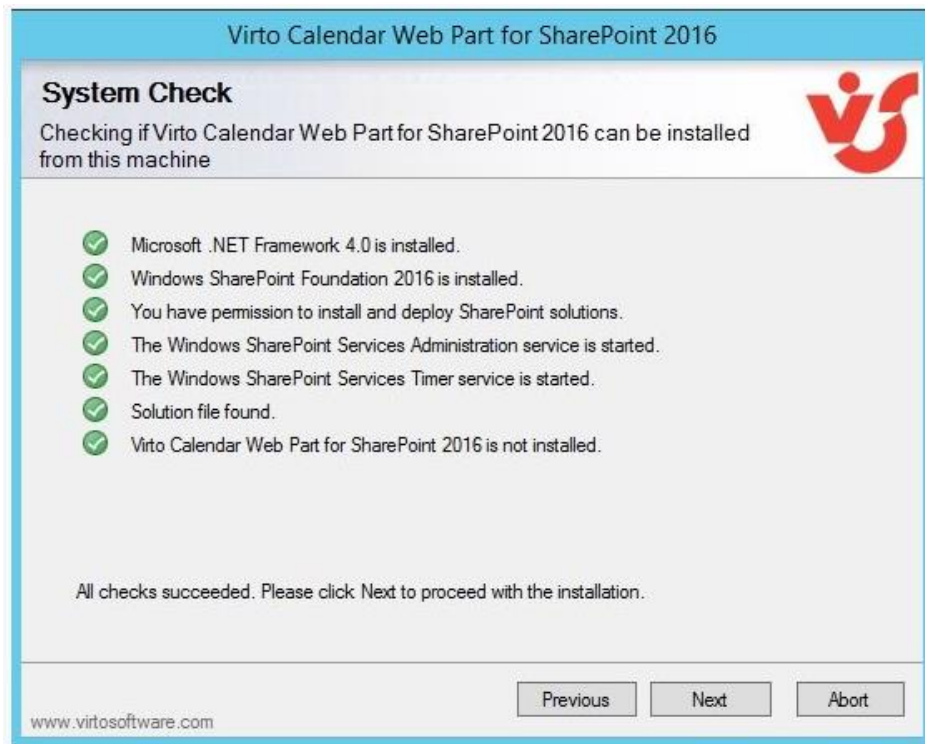 Virto Calendar Web Part for SharePoint 2016
System Check
Checking if Virto Calendar Web Part for SharePoint 2016 can be installed
from this machine
Microsoft .NET Framework 4.0 is installed.
Windows SharePoint Foundation 2016 is installed.
You have permission to install and deploy SharePoint solutions.
The Windows SharePoint Services Administration service is started.
The Windows SharePoint Services Timer service is started.
Solution file found.
Virto Calendar Web Part for SharePoint 2016 is not installed.
All checks succeeded. Please click Next to proceed with the installation.
Previous Next Abort
www.virtosoftware.com